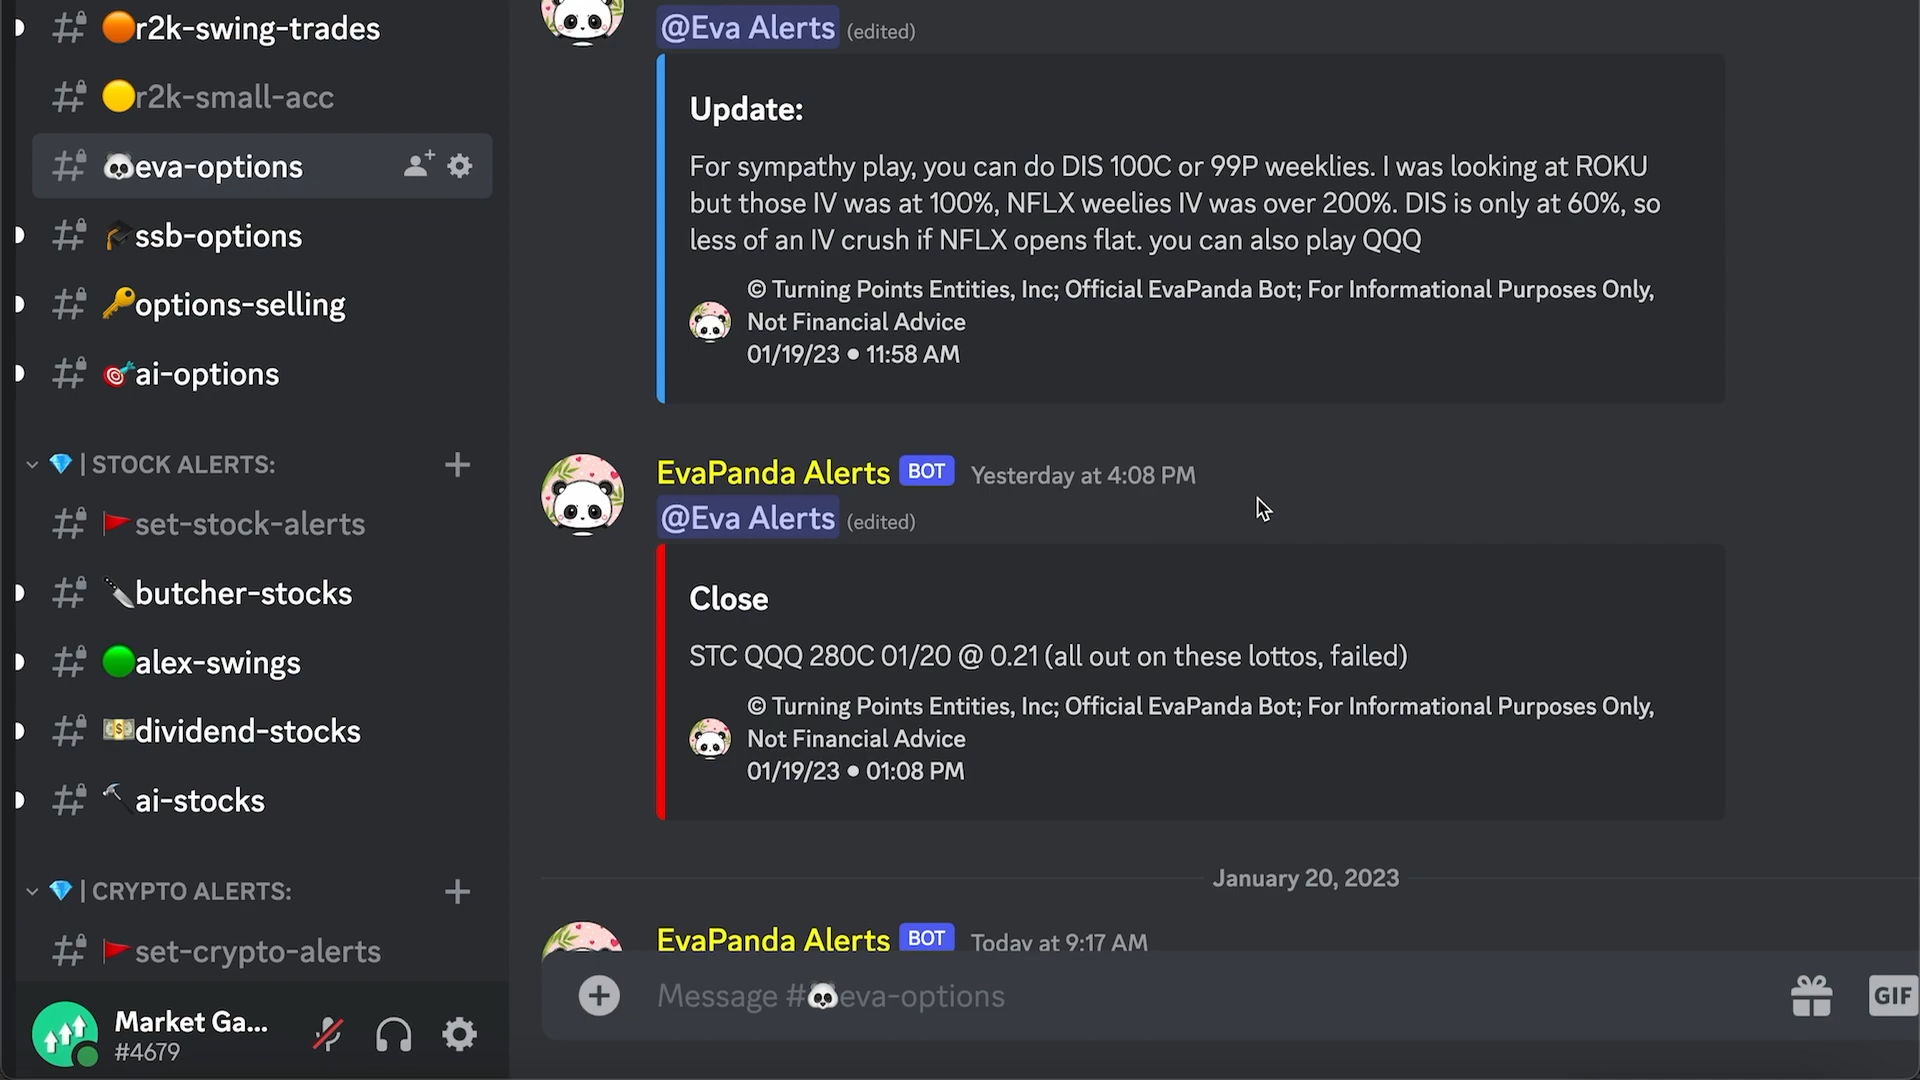 r2k-swing-trades
r2k-small-acc
eva-options
ssb-options
options-selling
ai-options
| STOCK ALERTS:
set-stock-alerts
butcher-stocks
alex-swings
dividend-stocks
ai-stocks
| CRYPTO ALERTS:
set-crypto-alerts
Market Ga...
#4679
@Eva Alerts (edited)
Update:
For sympathy play, you can do DIS 100C or 99P weeklies. I was looking at ROKU
but those IV was at 100%, NFLX weelies IV was over 200%. DIS is only at 60%, so
less of an IV crush if NFLX opens flat. you can also play QQQ
© Turning Points Entities, Inc; Official EvaPanda Bot; For Informational Purposes Only,
Not Financial Advice
01/19/23 • 11:58 AM
EvaPanda Alerts BOT Yesterday at 4:08 PM
@Eva Alerts (edited)
Close
STC QQQ 280C 01/20 @ 0.21 (all out on these lottos, failed)
© Turning Points Entities, Inc; Official EvaPanda Bot; For Informational Purposes Only,
Not Financial Advice
01/19/23 • 01:08 PM
January 20, 2023
EvaPanda Alerts BOT Today at 9:17 AM
Message #🐼eva-options
GIF